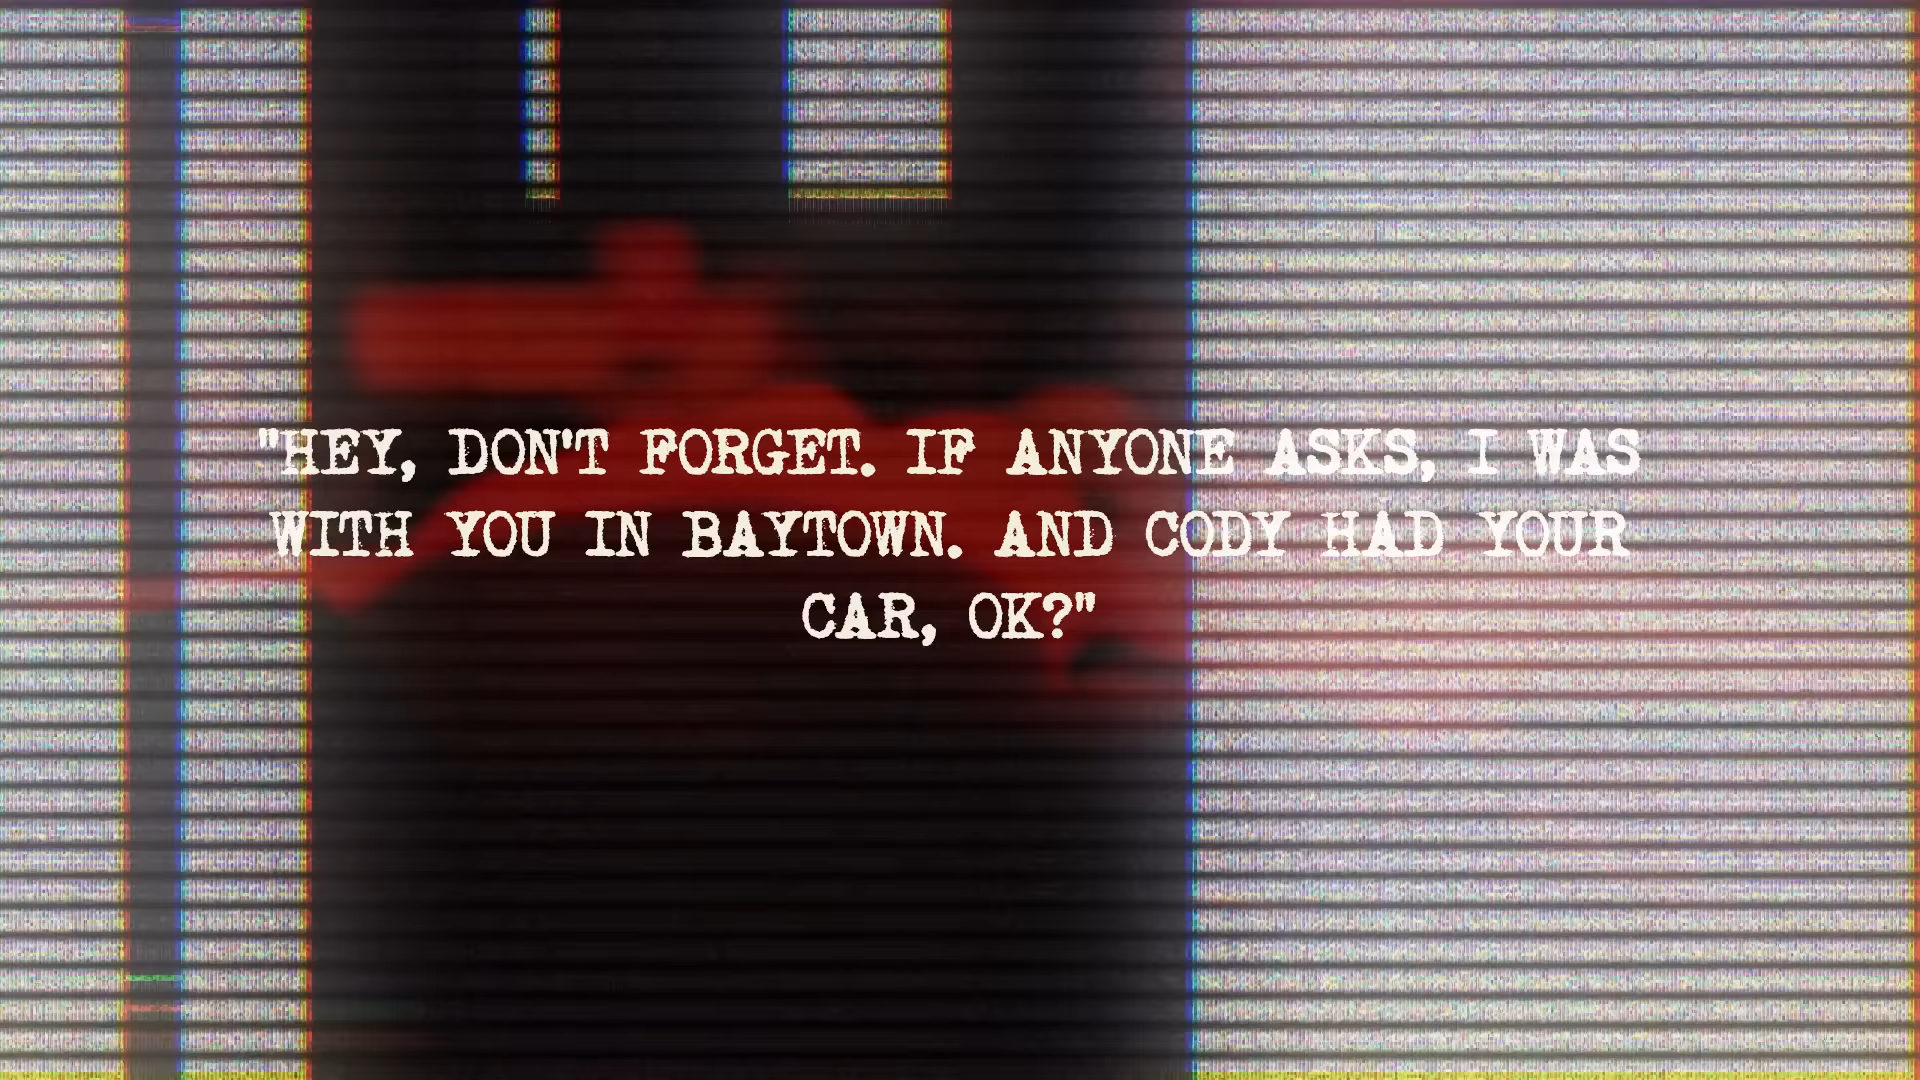 "HEY, DON'T FORGET. IF ANYONE ASKS, I WAS
WITH YOU IN BAYTOWN. AND CODY HAD YOUR
CAR, OK?"